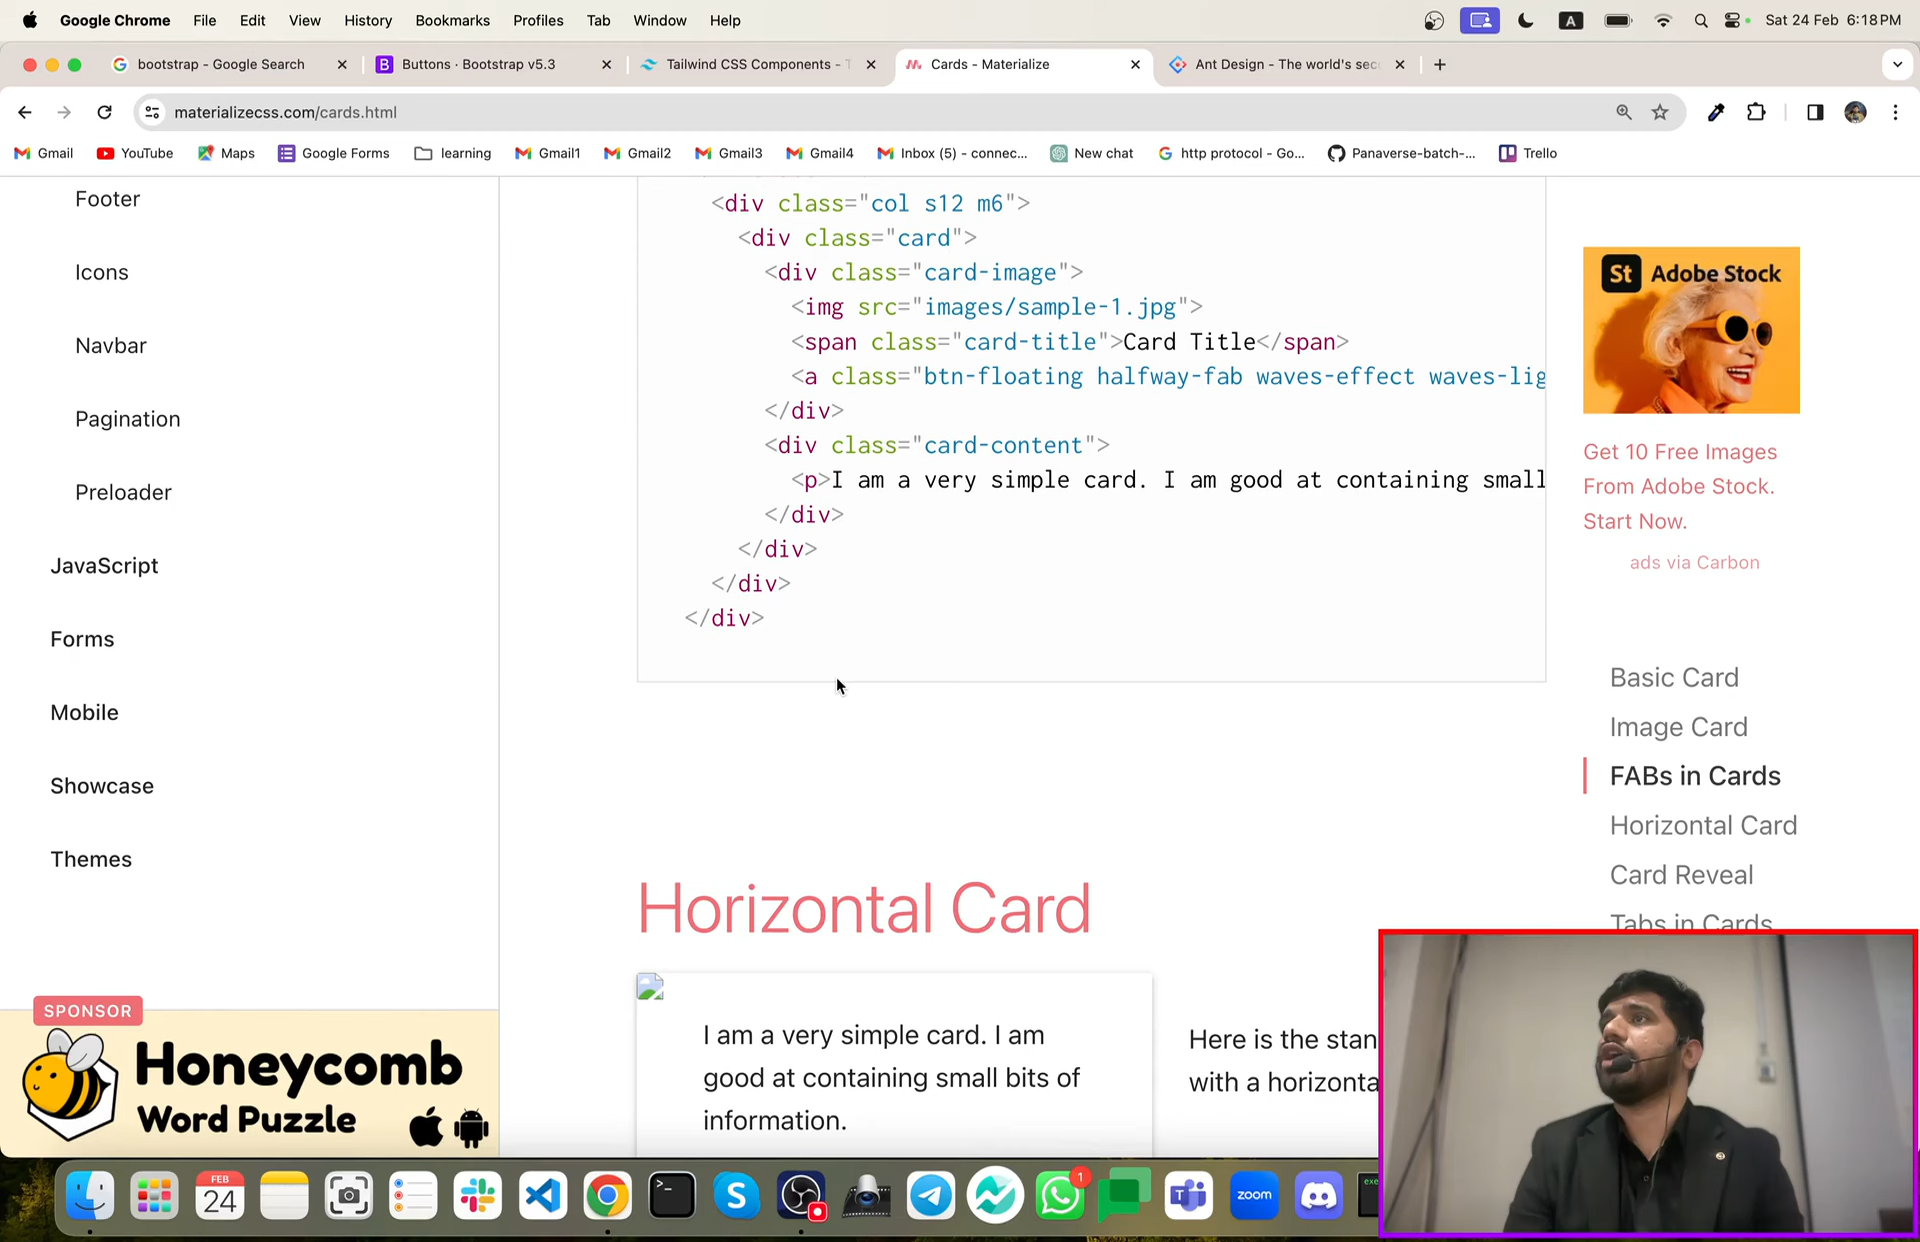 Google Chrome File Edit View History Bookmarks Profiles Tab Window Help
A
Sat 24 Feb 6:18 PM
bootstrap - Google Search
B Buttons · Bootstrap v5.3
Tailwind CSS Components - T
Cards - Materialize
Ant Design - The world's sec
materializecss.com/cards.html
Gmail YouTube Maps Google Forms learning Gmail1 Gmail2 Gmail3 Gmail4 Inbox (5) - connec... New chat http protocol - Go... Panaverse-batch-... Trello
Footer
Icons
Navbar
Pagination
Preloader
JavaScript
Forms
Mobile
Showcase
Themes
SPONSOR
Honeycomb
Word Puzzle
<div class="col s12 m6">
<div class="card">
<div class="card-image">
<img src="images/sample-1.jpg">
<span class="card-title">Card Title</span>
<a class="btn-floating halfway-fab waves-effect waves-lig
</div>
<div class="card-content">
<p>I am a very simple card. I am good at containing small
</div>
</div>
</div>
</div>
Horizontal Card
I am a very simple card. I am
good at containing small bits of
information.
Here is the stan
with a horizonta
St Adobe Stock
Get 10 Free Images
From Adobe Stock.
Start Now.
ads via Carbon
Basic Card
Image Card
FABs in Cards
Horizontal Card
Card Reveal
Tabs in Cards
FEB
24
S
1
zoom
exe